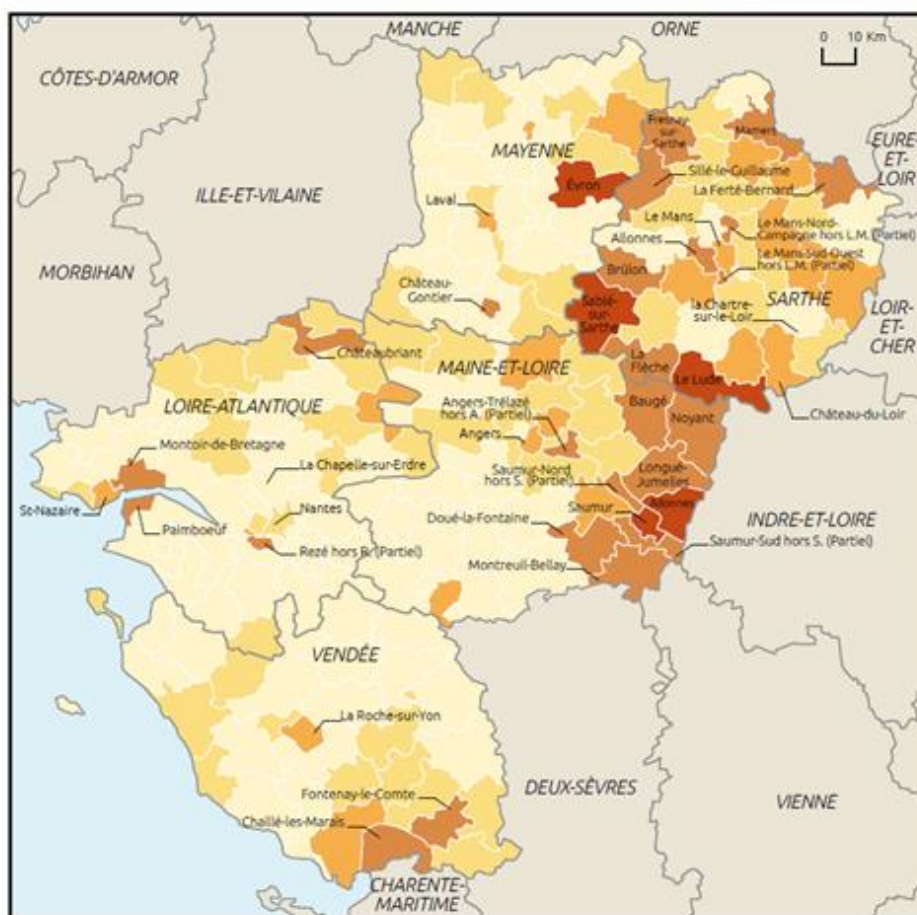 MANCHE
ORNE
0 10 Km
CÔTES-D'ARMOR
Fresnay-
sur-
Sarthe
Mamers
EURE-
ET-
LOIR
MAYENNE
Sillé-le-Guillaume
La Ferté-Bernard
ILLE-ET-VILAINE
Évron
Laval
Le Mans
Le Mans-Nord-
Campagne hors L.M. (Partiel)
Allonnes
Le Mans-Sud-Ouest
hors L.M. (Partiel)
MORBIHAN
Brûlon
Château-
Gontier
Sablé-
sur-
Sarthe
la Chartre
-sur-le-Loir
SARTHE
LOIR-
ET-
CHER
Châteaubriant
MAINE-ET-LOIRE
La
Flèche
Le Lude
LOIRE-ATLANTIQUE
Angers-Trélazé
hors A. (Partiel)
Baugé
Noyant
Château-du-Loir
Angers
Montoir-de-Bretagne
La Chapelle-sur-Erdre
Saumur-Nord
hors S. (Partiel)
Longué-
Jumelles
St-Nazaire
Nantes
Saumur
Allonnes
Paimboeuf
Doué-la-Fontaine
INDRE-ET-LOIRE
Rezé hors R. (Partiel)
Saumur-Sud hors S. (Partiel)
Montreuil-Bellay
VENDÉE
La Roche-sur-Yon
DEUX-SÈVRES
VIENNE
Fontenay-le-Comte
Chaillé-les-Marais
CHARENTE-
MARITIME